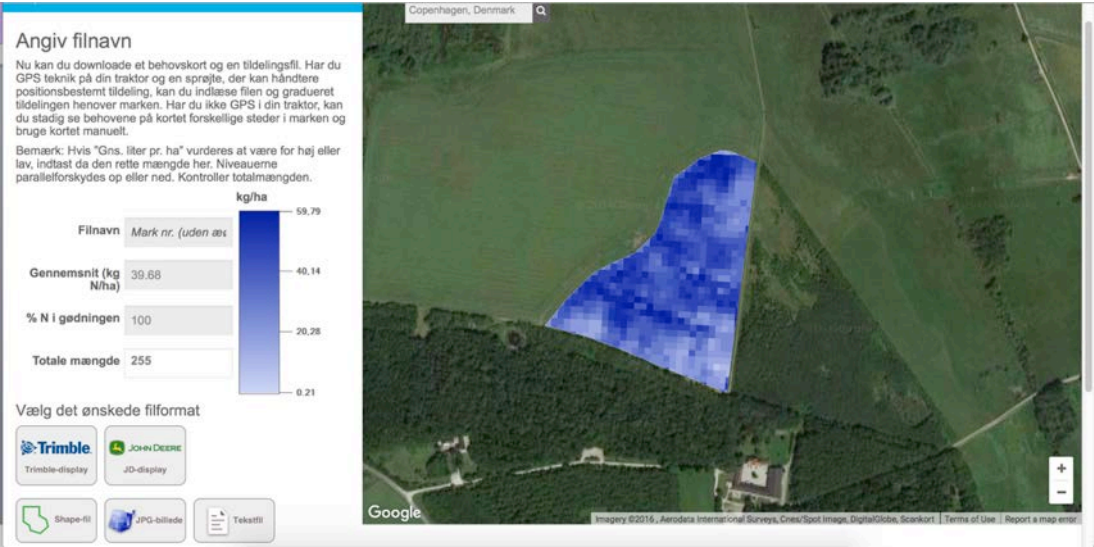 Copenhagen, Denmark
Angiv filnavn
Nu kan du downloade et behovskort og en tildelingsfil. Har du
GPS teknik på din traktor og en sprøjte, der kan håndtere
positionsbestemt tildeling, kan du indlæse filen og gradueret
tildelingen henover marken. Har du ikke GPS i din traktor, kan
du stadig se behovene på kortet forskellige steder i marken og
bruge kortet manuelt.
Bemærk: Hvis "Gns. liter pr. ha" vurderes at være for høj eller
lav, indtast da den rette mængde her. Niveauerne
parallelforskydes op eller ned. Kontroller totalmængden.
kg/ha
59,79
Filnavn Mark nr. (uden
40,14
Gennemsnit (kg N/ha) 39.68
% N i gødningen 100
20,28
Totale mængde 255
0.21
Vælg det ønskede filformat
Trimble. JOHN DEERE
Trimble-display JD-display
Shape-fil JPG-billede Tekstfil
Google
Imagery ©2016 , Aerodata International Surveys, Cnes/Spot Image, DigitalGlobe, Scankort Terms of Use Report a map error